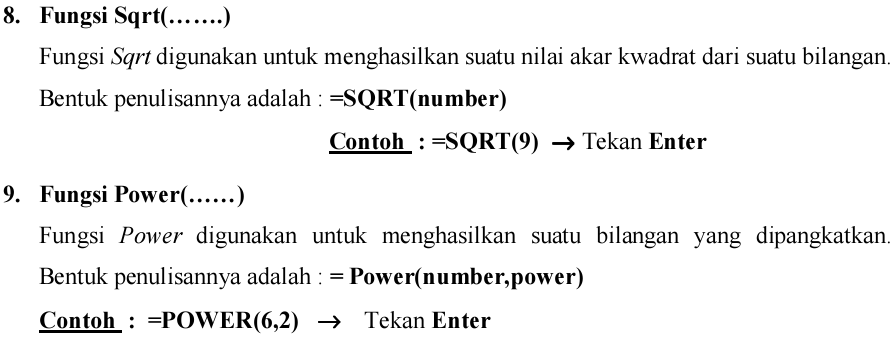 8. Fungsi Sqrt(…….)
Fungsi Sqrt digunakan untuk menghasilkan suatu nilai akar kwadrat dari suatu bilangan.
Bentuk penulisannya adalah : =SQRT(number)
Contoh : =SQRT(9) → Tekan Enter
9. Fungsi Power(……)
Fungsi Power digunakan untuk menghasilkan suatu bilangan yang dipangkatkan.
Bentuk penulisannya adalah : = Power(number,power)
Contoh : =POWER(6,2) → Tekan Enter